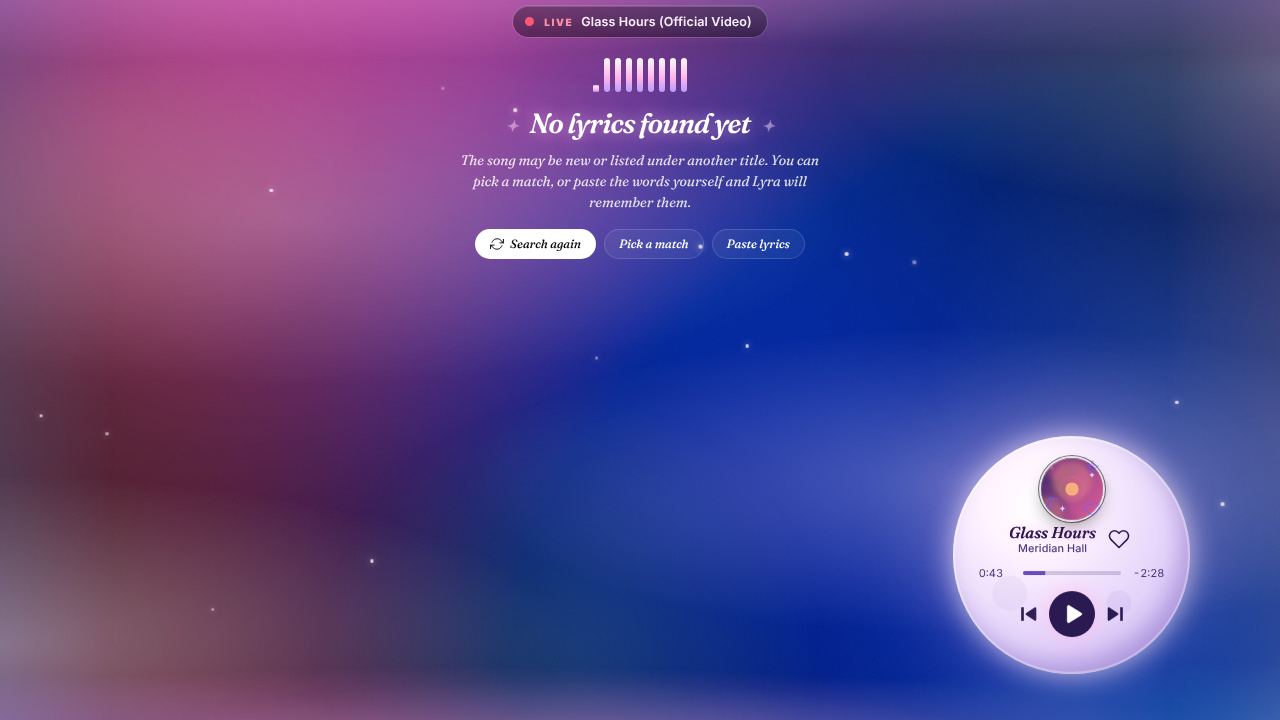 LIVE Glass Hours (Official Video)
No lyrics found yet
The song may be new or listed under another title. You can
pick a match, or paste the words yourself and Lyra will
remember them.
Search again
Pick a match
Paste lyrics
Glass Hours
Meridian Hall
0:43
-2:28